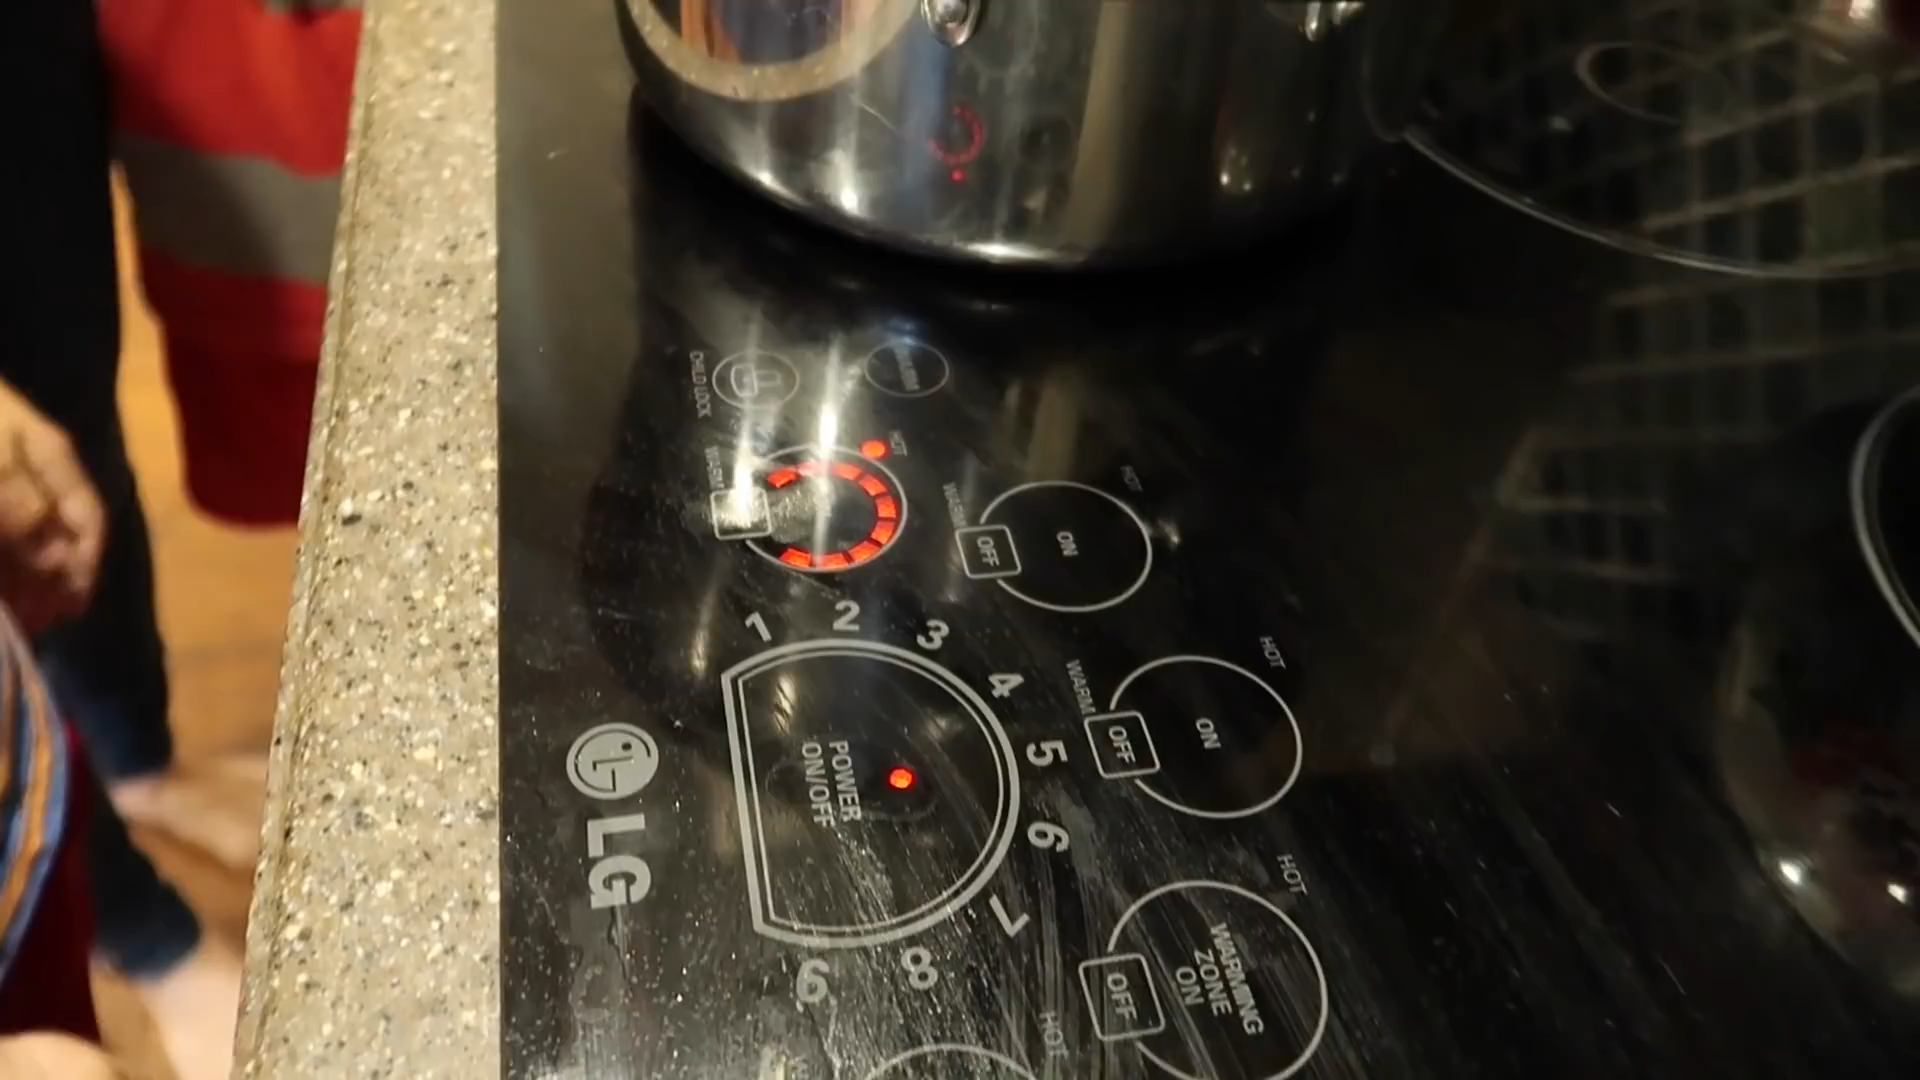 CHILD LOCK
HOT
WARM
HOT
WARM
ON
OFF
1
2
3
4
5
6
7
8
9
POWER
ON/OFF
HOT
WARM
ON
OFF
LG
HOT
WARMING
ZONE
ON
OFF
HOT